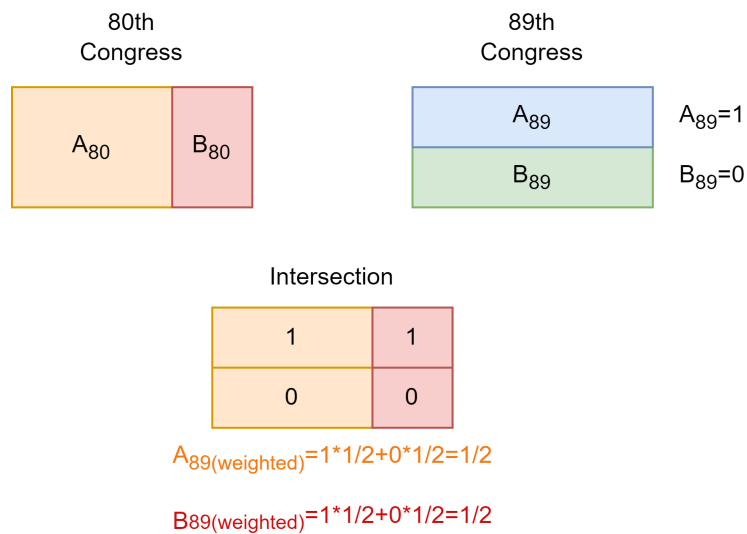 80th
Congress
89th
Congress
A80
B80
A89
A89=1
B89
B89=0
Intersection
1
1
0
0
A89(weighted)=1*1/2+0*1/2=1/2
B89(weighted)=1*1/2+0*1/2=1/2